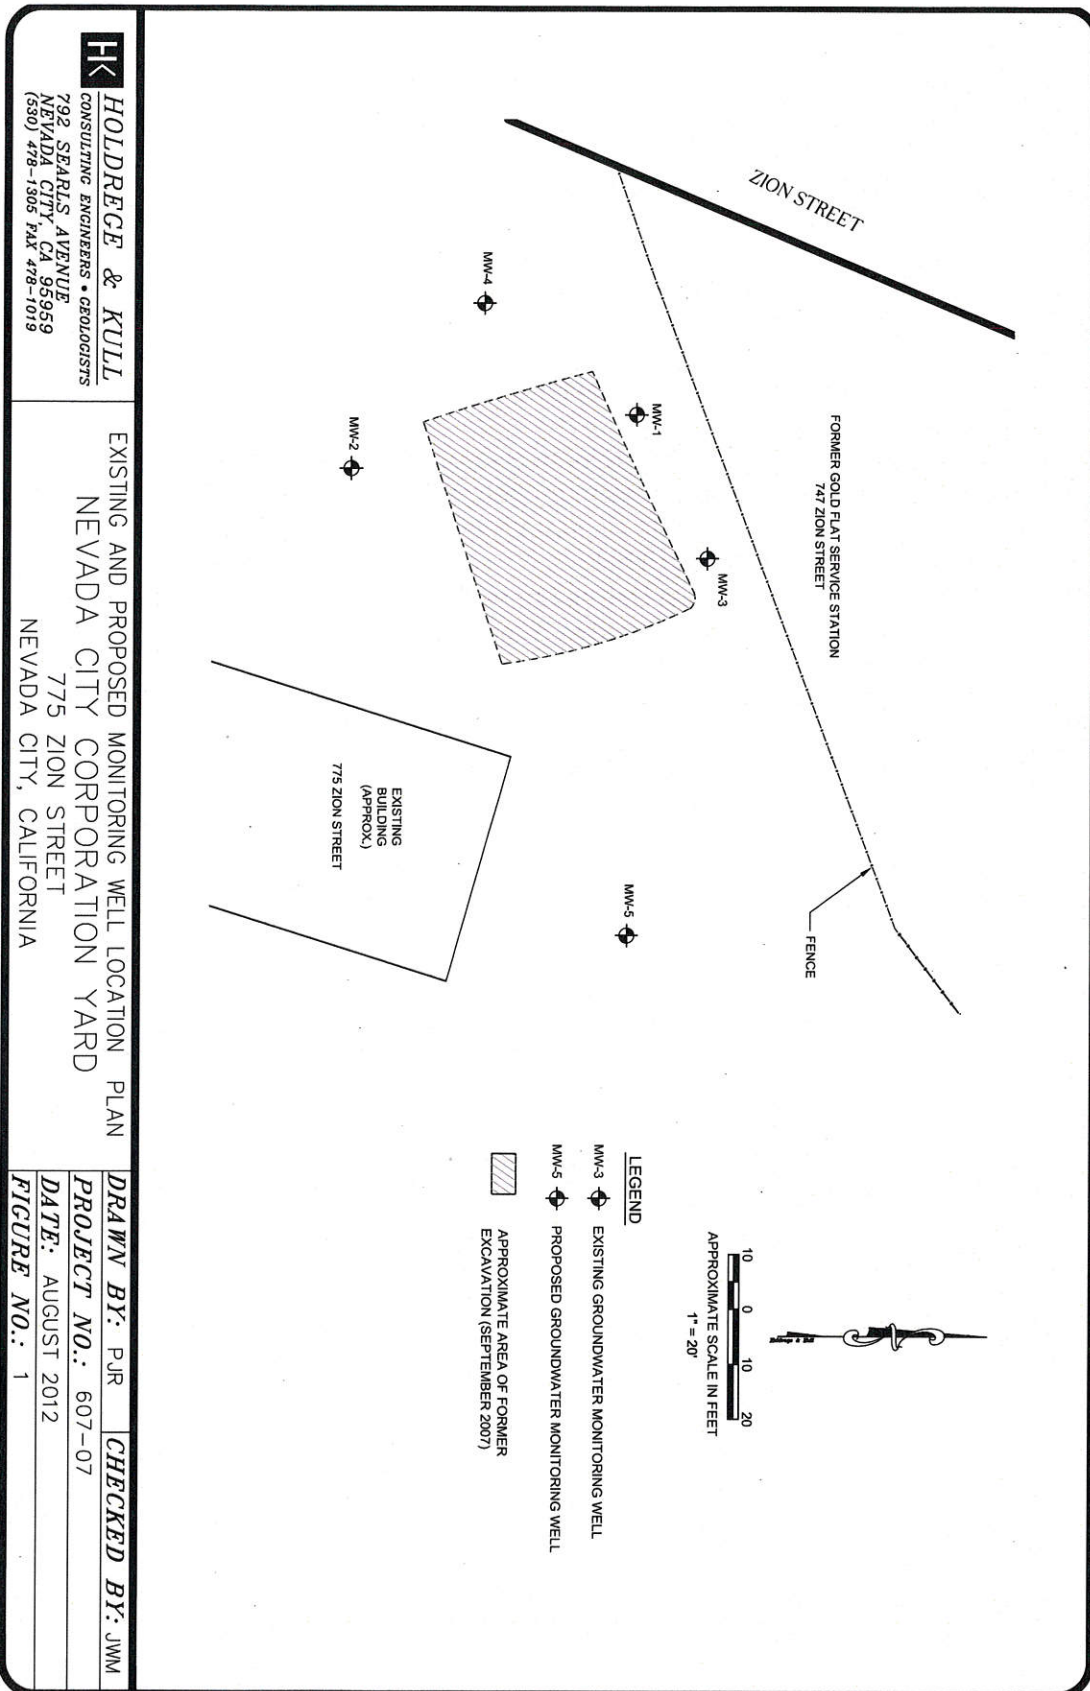 ZION STREET
FORMER GOLD FLAT SERVICE STATION
747 ZION STREET
MW-4
MW-1
MW-3
MW-2
MW-5
FENCE
EXISTING
BUILDING
(APPROX.)
775 ZION STREET
10 0 10 20
APPROXIMATE SCALE IN FEET
1" = 20'
LEGEND
MW-3 EXISTING GROUNDWATER MONITORING WELL
MW-5 PROPOSED GROUNDWATER MONITORING WELL
APPROXIMATE AREA OF FORMER
EXCAVATION (SEPTEMBER 2007)
HK
HOLDREGE & KULL
CONSULTING ENGINEERS • GEOLOGISTS
792 SEARLS AVENUE
NEVADA CITY, CA 95959
(530) 478-1305 FAX 478-1019
EXISTING AND PROPOSED MONITORING WELL LOCATION PLAN
NEVADA CITY CORPORATION YARD
775 ZION STREET
NEVADA CITY, CALIFORNIA
DRAWN BY: PJR CHECKED BY: JWM
PROJECT NO.: 607-07
DATE: AUGUST 2012
FIGURE NO.: 1